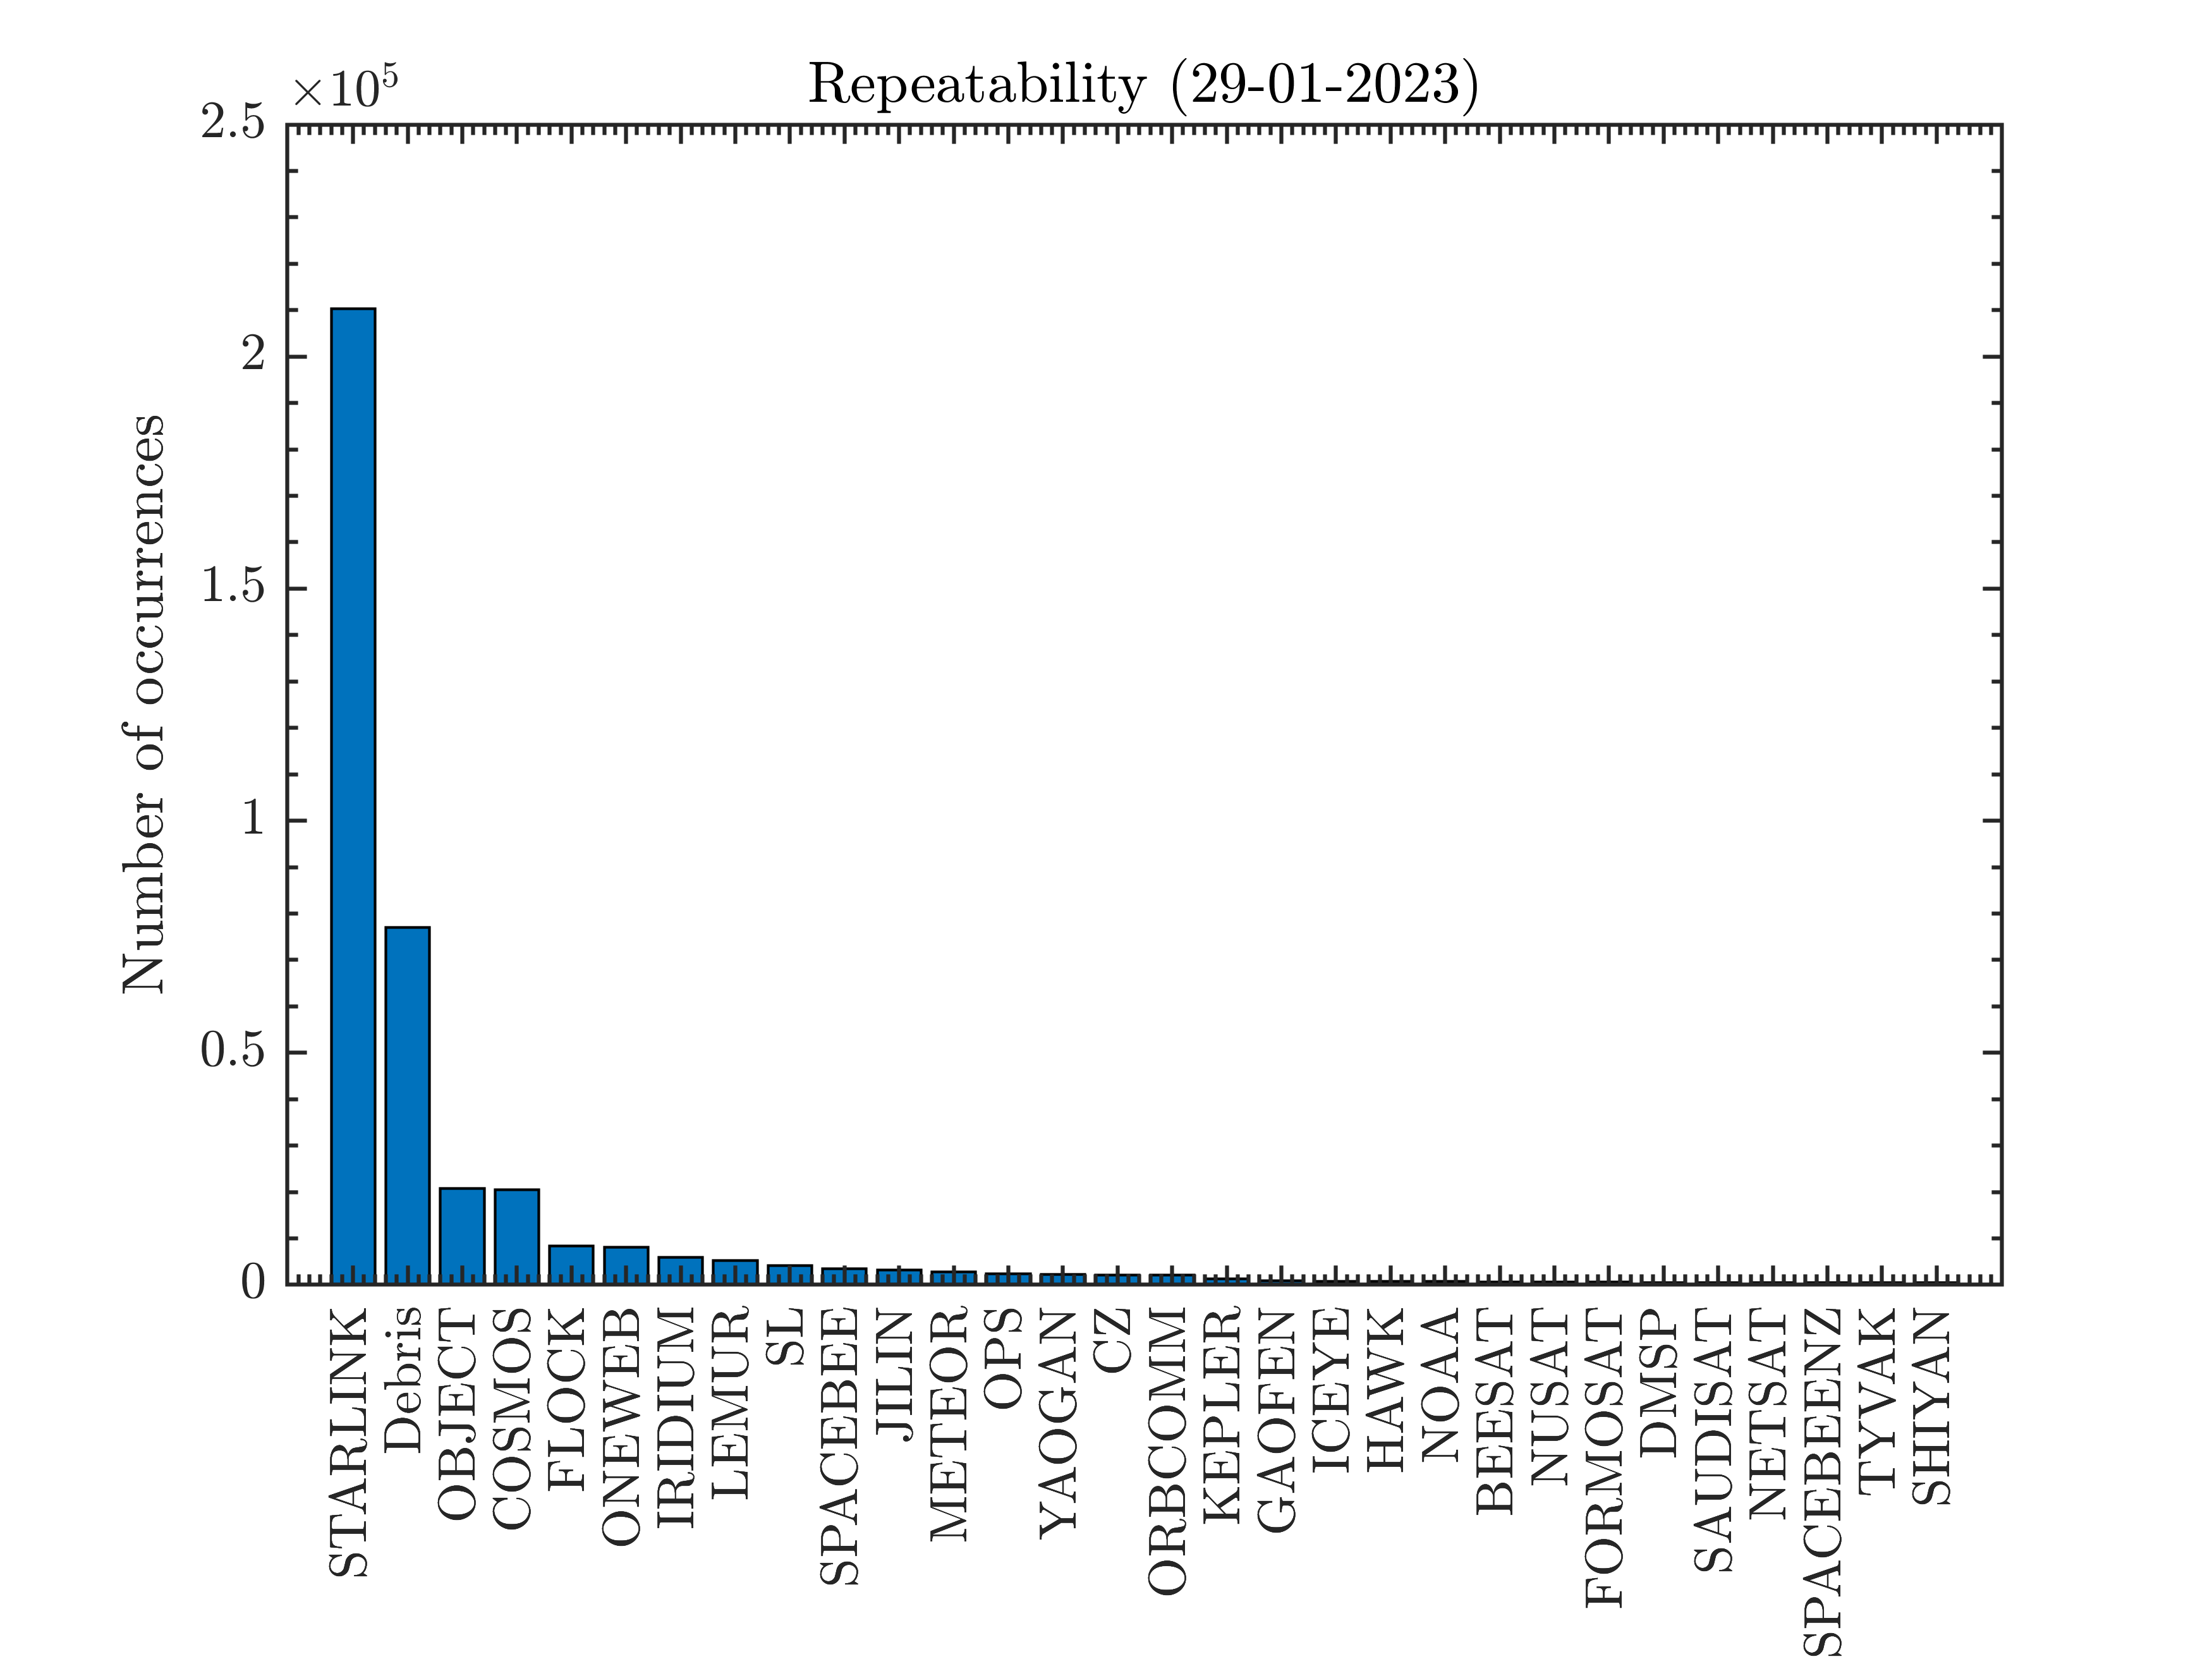 Repeatability (29-01-2023)
×10^5
2.5
2
1.5
1
0.5
0
Number of occurrences
STARLINK
Debris
OBJECT
COSMOS
FLOCK
ONEWEB
IRIDIUM
LEMUR
SL
SPACEBEE
JILIN
METEOR
OPS
YAOGAN
CZ
ORBCOMM
KEPLER
GAOFEN
ICEYE
HAWK
NOAA
BEESAT
NUSAT
FORMOSAT
DMSP
SAUDISAT
NETSAT
SPACEBEENZ
TYVAK
SHIYAN